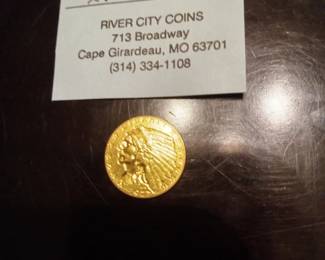 RIVER CITY COINS
713 Broadway
Cape Girardeau, MO 63701
(314) 334-1108